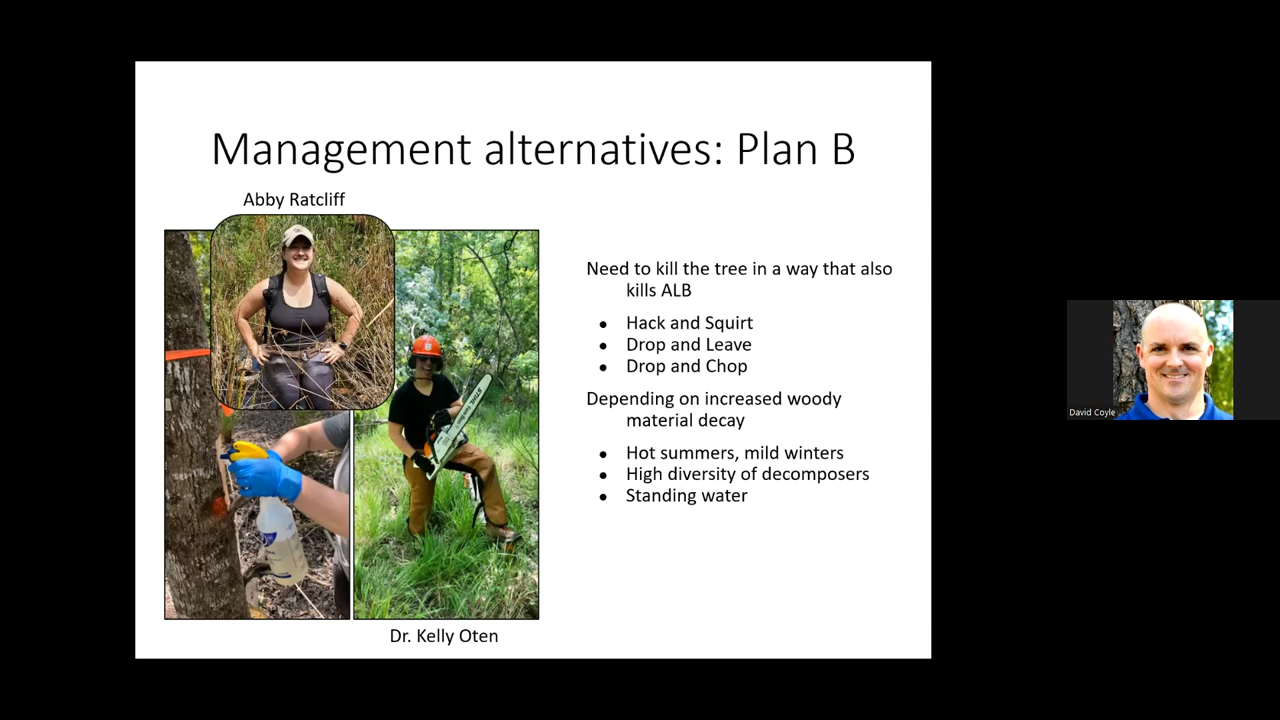 Management alternatives: Plan B
Abby Ratcliff
Need to kill the tree in a way that also
kills ALB
● Hack and Squirt
● Drop and Leave
● Drop and Chop
Depending on increased woody
material decay
● Hot summers, mild winters
● High diversity of decomposers
● Standing water
Dr. Kelly Oten
David Coyle